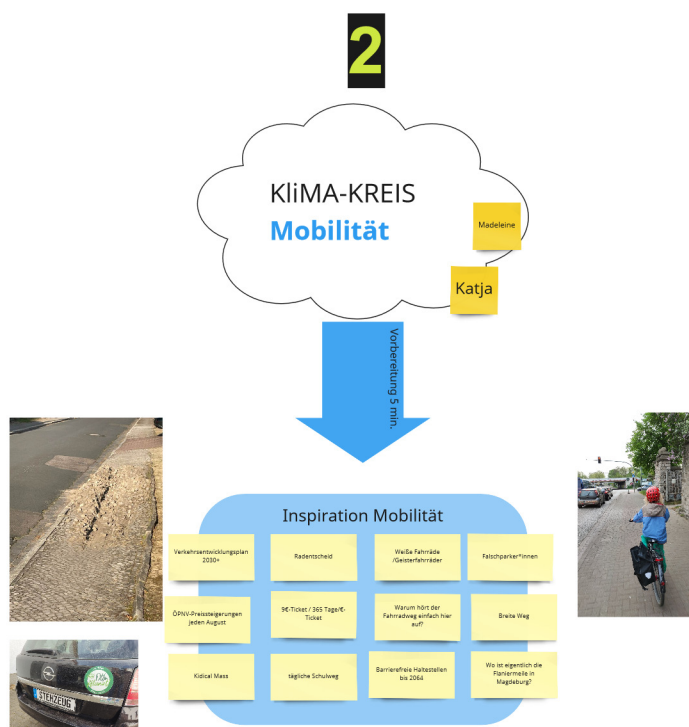 2
KliMA-KREIS
Mobilität
Madeleine
Katja
Vorbereitung 5 min.
Inspiration Mobilität
Verkehrsentwicklungsplan
2030+
Radentscheid
Weiße Fahrräde
/Geisterfahrräder
Falschparker*innen
ÖPNV-Preissteigerungen
jeden August
9€-Ticket / 365 Tage/€-
Ticket
Warum hört der
Fahrradweg einfach hier
auf?
Breite Weg
Kidical Mass
tägliche Schulweg
Barrierefreie Haltestellen
bis 2064
Wo ist eigentlich die
Flaniermeile in
Magdeburg?
STEHZEUG